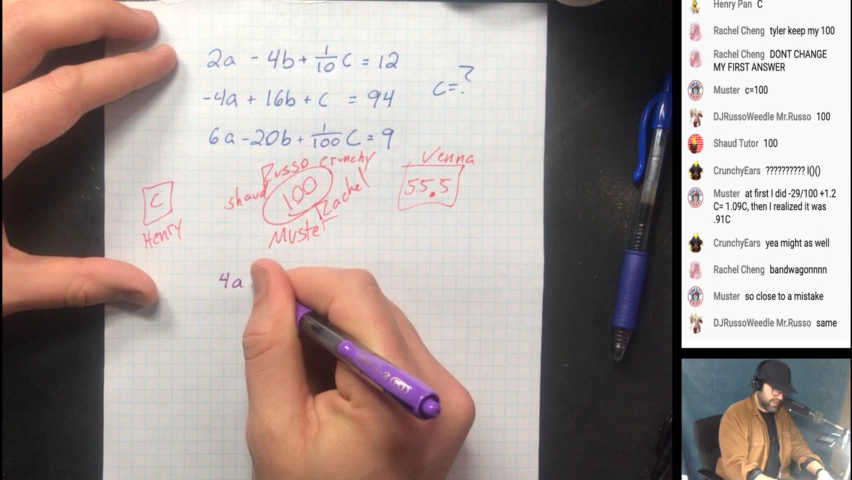 2a - 4b + 1/10 C = 12
C = ?
-4a + 16b + C = 94
6a - 20b + 1/100 C = 9
Russo crunchy
Venna
shaud
100
Rachel
55.5
C
Henry
Muster
4a
Henry Pan C
Rachel Cheng tyler keep my 100
Rachel Cheng DONT CHANGE
MY FIRST ANSWER
Muster c=100
DJRussoWeedle Mr.Russo 100
Shaud Tutor 100
CrunchyEars ?????????? I()()
Muster at first I did -29/100 +1.2
C= 1.09C, then I realized it was
.91C
CrunchyEars yea might as well
Rachel Cheng bandwagonnnn
Muster so close to a mistake
DJRussoWeedle Mr.Russo same